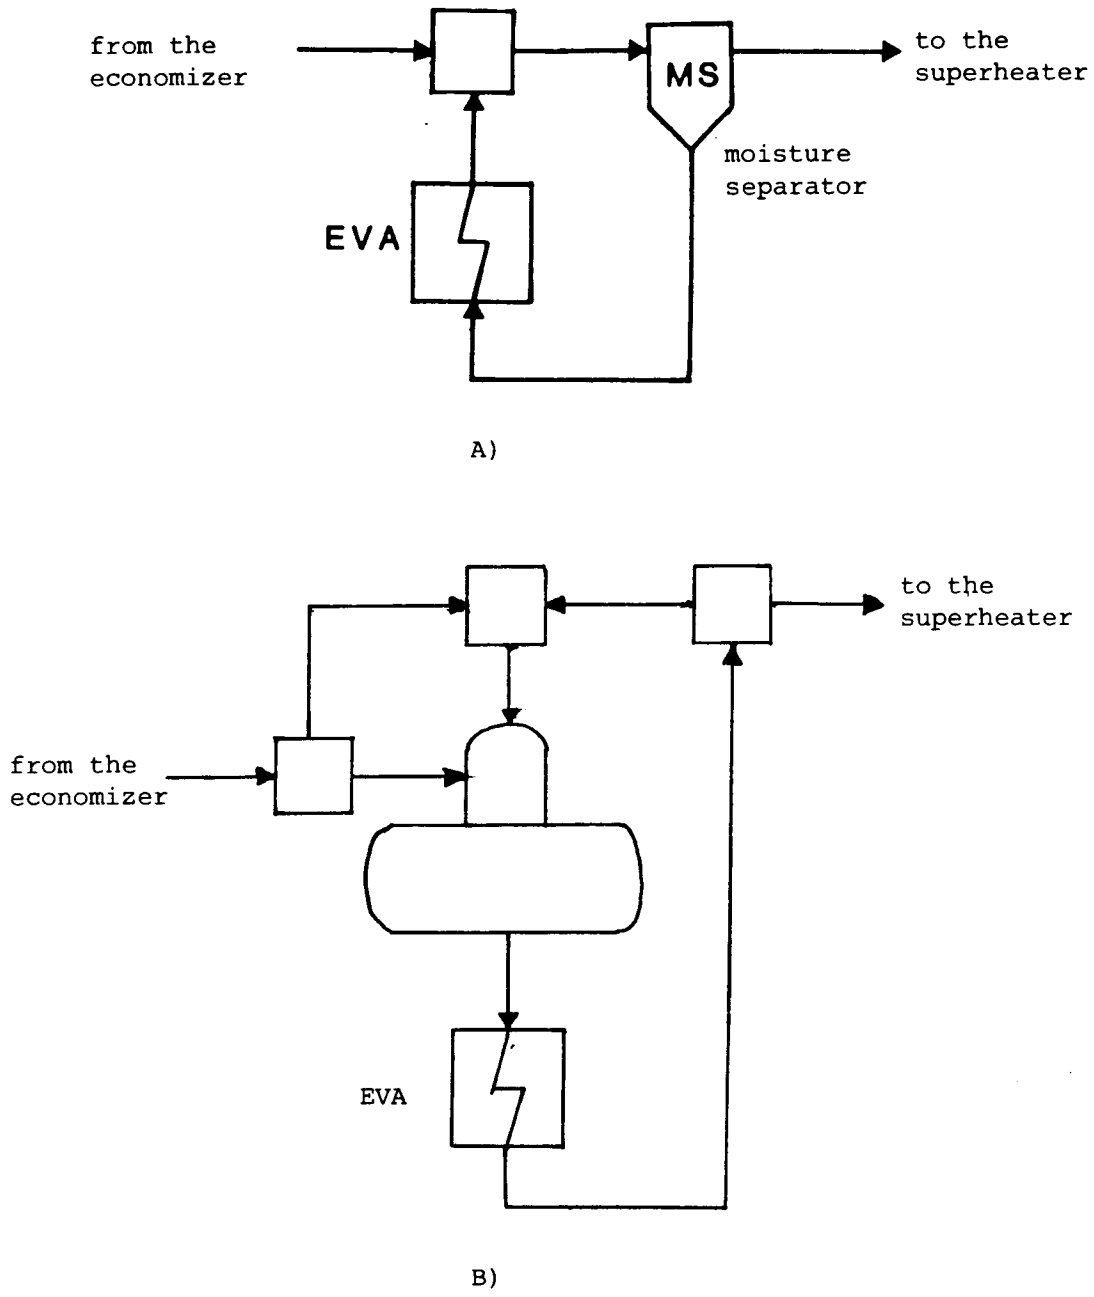 from the
economizer
to the
superheater
MS
moisture
separator
EVA
A)
to the
superheater
from the
economizer
EVA
B)